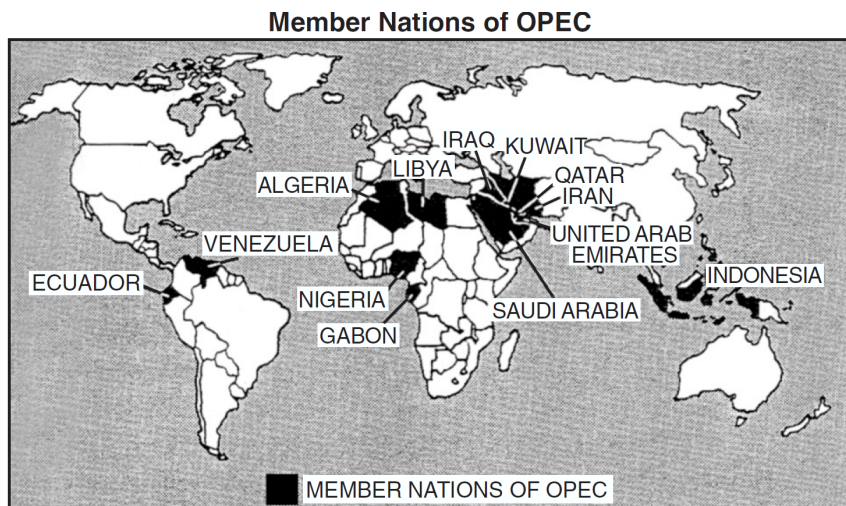 Member Nations of OPEC
IRAQ
KUWAIT
LIBYA
QATAR
ALGERIA
IRAN
UNITED ARAB
EMIRATES
VENEZUELA
ECUADOR
INDONESIA
NIGERIA
SAUDI ARABIA
GABON
MEMBER NATIONS OF OPEC